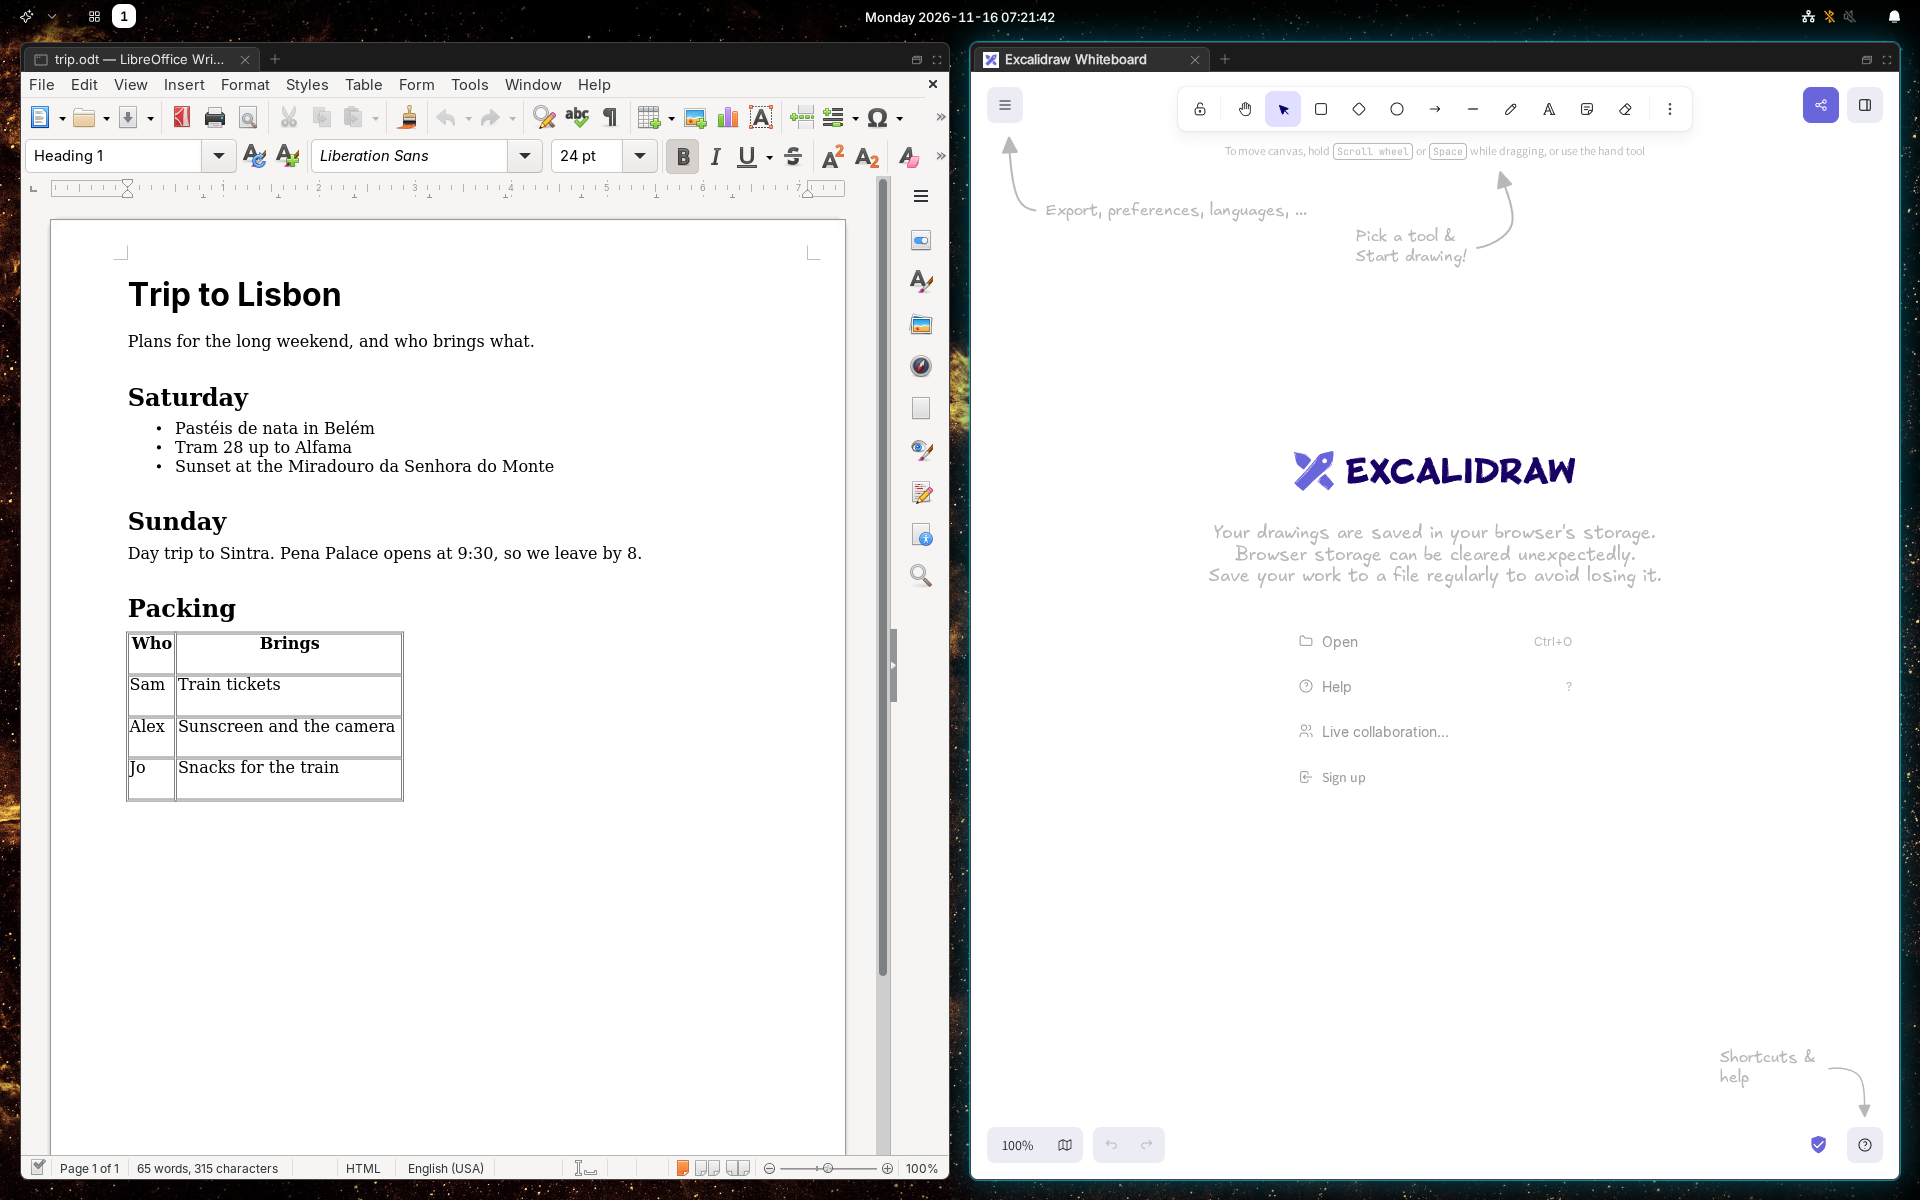 1
Monday 2026-11-16 07:21:42
trip.odt — LibreOffice Wri...
File Edit View Insert Format Styles Table Form Tools Window Help
Heading 1
Liberation Sans
24 pt
1 2 3 4 5 6 7
Trip to Lisbon
Plans for the long weekend, and who brings what.
Saturday
• Pastéis de nata in Belém
• Tram 28 up to Alfama
• Sunset at the Miradouro da Senhora do Monte
Sunday
Day trip to Sintra. Pena Palace opens at 9:30, so we leave by 8.
Packing
Who Brings
Sam Train tickets
Alex Sunscreen and the camera
Jo Snacks for the train
Page 1 of 1 65 words, 315 characters HTML English (USA) 100%
Excalidraw Whiteboard
To move canvas, hold Scroll wheel or Space while dragging, or use the hand tool
Export, preferences, languages, ...
Pick a tool &
Start drawing!
EXCALIDRAW
Your drawings are saved in your browser's storage.
Browser storage can be cleared unexpectedly.
Save your work to a file regularly to avoid losing it.
Open Ctrl+O
Help ?
Live collaboration...
Sign up
Shortcuts &
help
100%